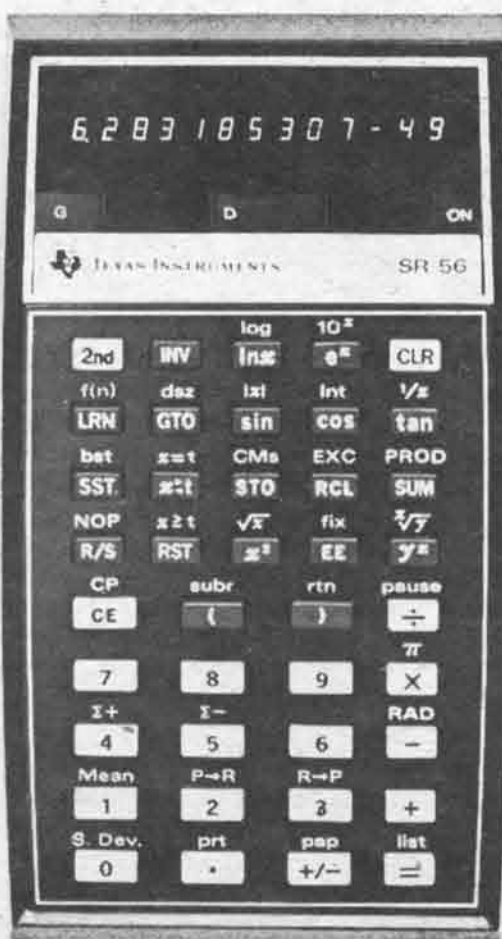 6.283185307-49
G D ON
TEXAS INSTRUMENTS SR-56
log 10ˣ
2nd INV lnx eˣ CLR
f(n) dsz |x| Int 1/x
LRN GTO sin cos tan
bst x=t CMs EXC PROD
SST x⇄t STO RCL SUM
NOP x≥t √x fix ˣ√y
R/S RST x² EE yˣ
CP subr rtn pause
CE ( ) ÷
π
7 8 9 ×
Σ+ Σ− RAD
4 5 6 −
Mean P→R R→P
1 2 3 +
S. Dev. prt pap list
0 . +/− =